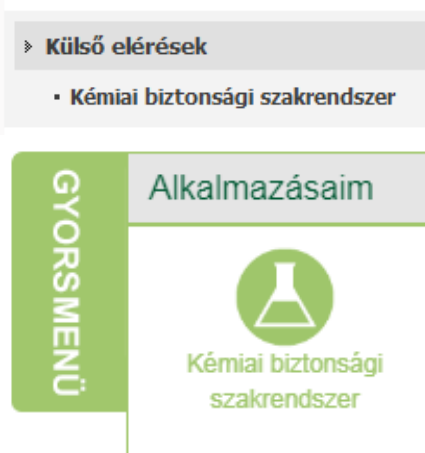 Külső elérések
Kémiai biztonsági szakrendszer
GYORSMENÜ
Alkalmazásaim
Kémiai biztonsági
szakrendszer